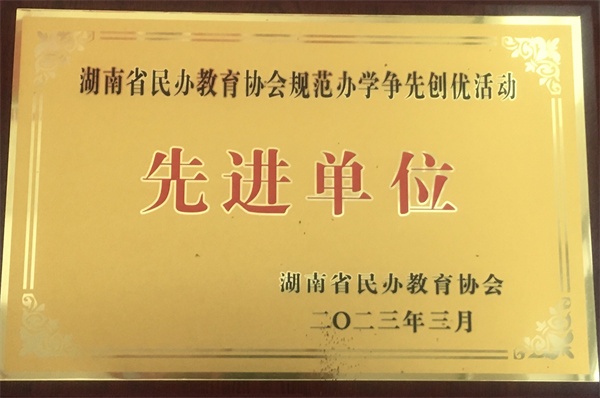 湖南省民办教育协会规范办学争先创优活动
先进单位
湖南省民办教育协会
二〇二三年三月